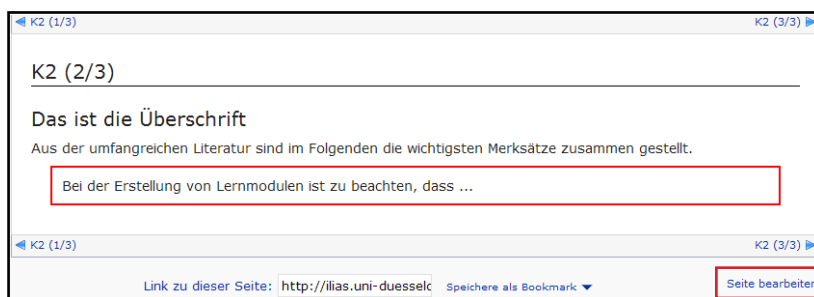 K2 (1/3) K2 (3/3)
K2 (2/3)
Das ist die Überschrift
Aus der umfangreichen Literatur sind im Folgenden die wichtigsten Merksätze zusammen gestellt.
Bei der Erstellung von Lernmodulen ist zu beachten, dass ...
K2 (1/3) K2 (3/3)
Link zu dieser Seite: http://ilias.uni-duesseld Speichere als Bookmark Seite bearbeiten